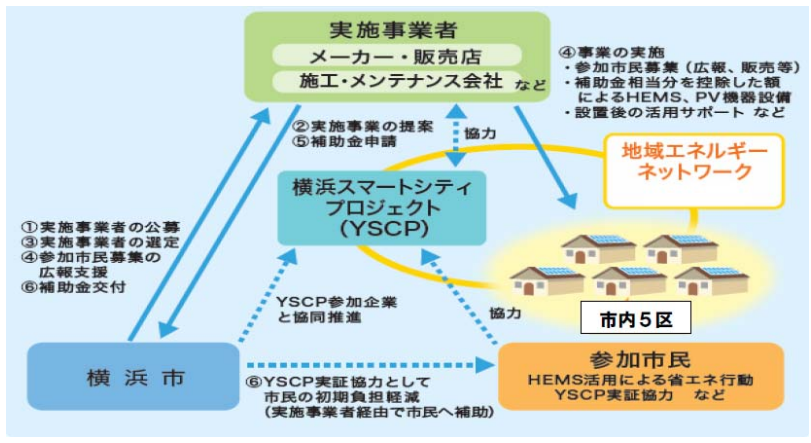 実施事業者
メーカー・販売店
施工・メンテナンス会社 など
④事業の実施
・参加市民募集（広報、販売等）
・補助金相当分を控除した額
によるHEMS、PV機器設備
・設置後の活用サポート など
②実施事業の提案
⑤補助金申請
協力
地域エネルギー
ネットワーク
横浜スマートシティ
プロジェクト
(YSCP)
①実施事業者の公募
③実施事業者の選定
④参加市民募集の
広報支援
⑥補助金交付
YSCP参加企業
と協同推進
協力
市内5区
横浜市
⑥YSCP実証協力として
市民の初期負担軽減
(実施事業者経由で市民へ補助)
参加市民
HEMS活用による省エネ行動
YSCP実証協力 など